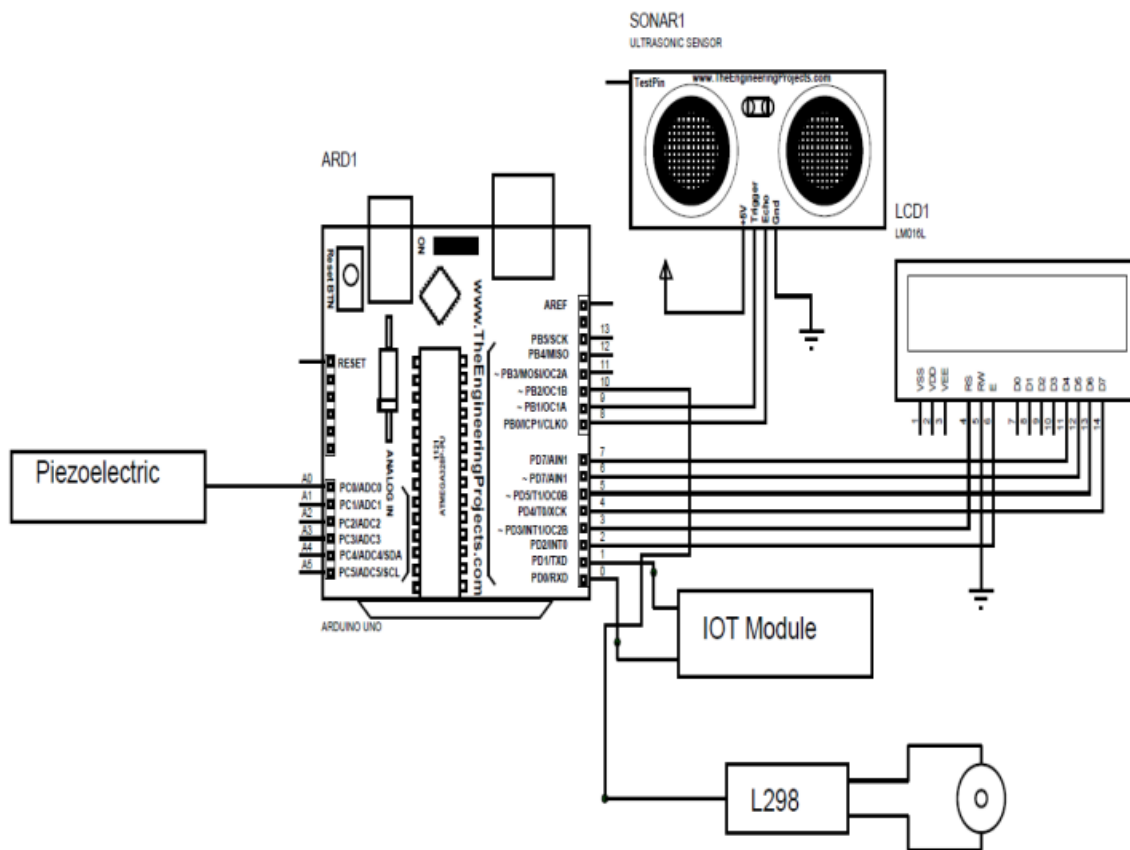 SONAR1
ULTRASONIC SENSOR
TestPin
www.TheEngineeringProjects.com
+5V
Trigger
Echo
Gnd
ARD1
ON
Reset BTN
www.TheEngineeringProjects.com
1121
ATMEGA328P-PU
ANALOG IN
RESET
AREF
PB5/SCK 13
PB4/MISO 12
~ PB3/MOSI/OC2A 11
~ PB2/OC1B 10
~ PB1/OC1A 9
PB0/ICP1/CLKO 8
PD7/AIN1 7
~ PD7/AIN1 6
~ PD5/T1/OC0B 5
PD4/T0/XCK 4
~ PD3/INT1/OC2B 3
PD2/INT0 2
PD1/TXD 1
PD0/RXD 0
A0 PC0/ADC0
A1 PC1/ADC1
A2 PC2/ADC2
A3 PC3/ADC3
A4 PC4/ADC4/SDA
A5 PC5/ADC5/SCL
ARDUINO UNO
Piezoelectric
LCD1
LM016L
VSS
VDD
VEE
RS
RW
E
D0
D1
D2
D3
D4
D5
D6
D7
1
2
3
4
5
6
7
8
9
10
11
12
13
14
IOT Module
L298